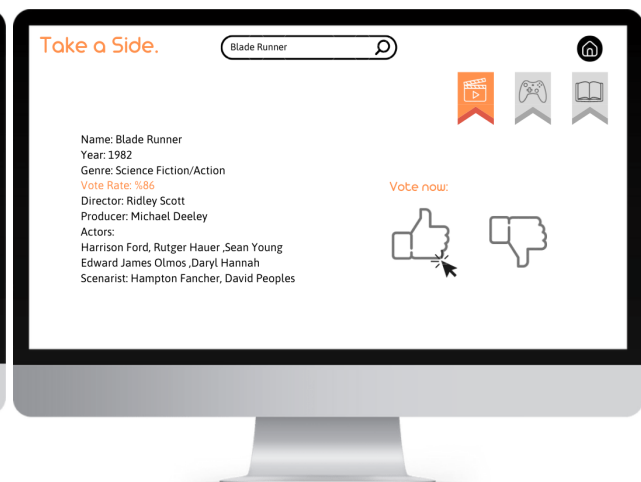 Take a Side.
Blade Runner
Name: Blade Runner
Year: 1982
Genre: Science Fiction/Action
Vote Rate: %86
Director: Ridley Scott
Producer: Michael Deeley
Actors:
Harrison Ford, Rutger Hauer ,Sean Young
Edward James Olmos ,Daryl Hannah
Scenarist: Hampton Fancher, David Peoples
Vote now: